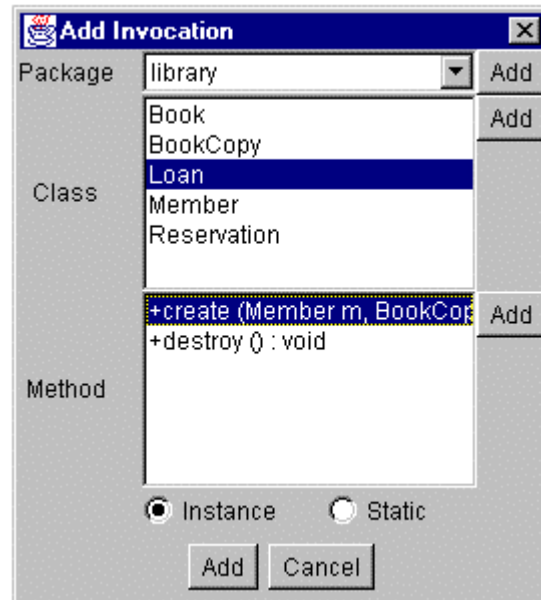 Add Invocation
Package library Add
Book Add
BookCopy
Class
Loan
Member
Reservation
+create (Member m, BookCop Add
+destroy () : void
Method
Instance Static
Add Cancel